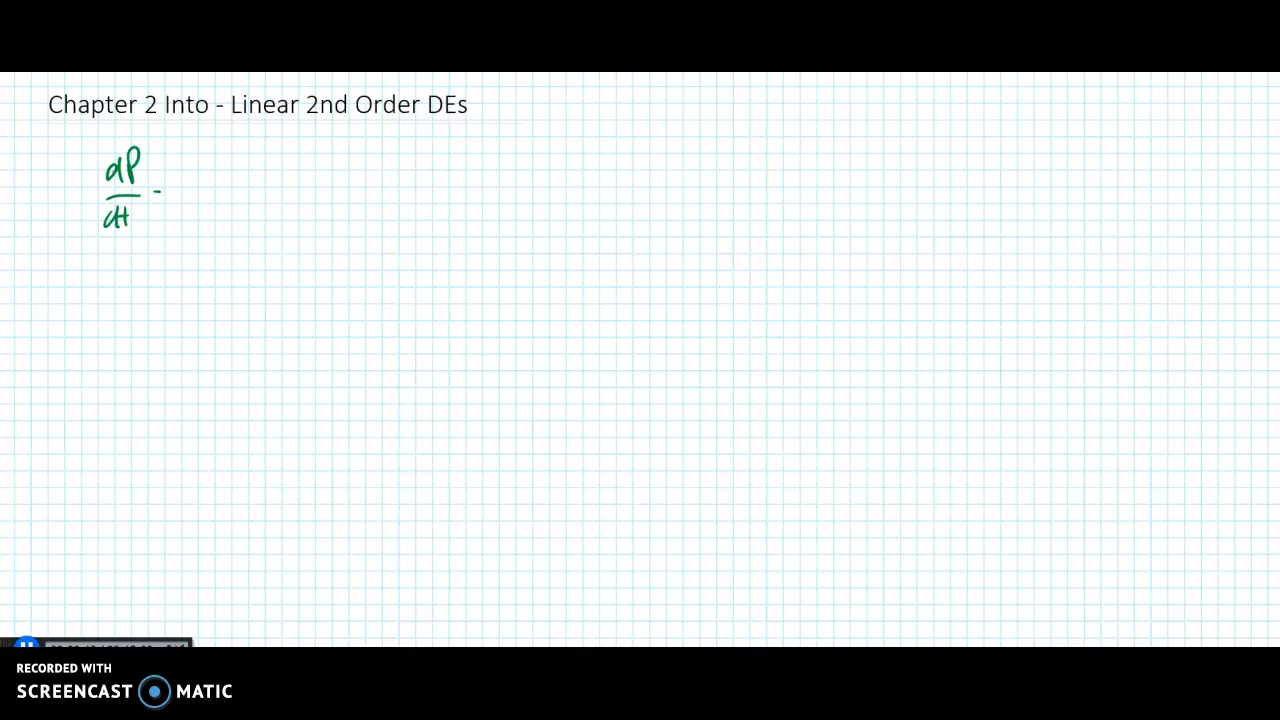 Chapter 2 Into - Linear 2nd Order DEs
dP
dt
-
RECORDED WITH
SCREENCAST MATIC